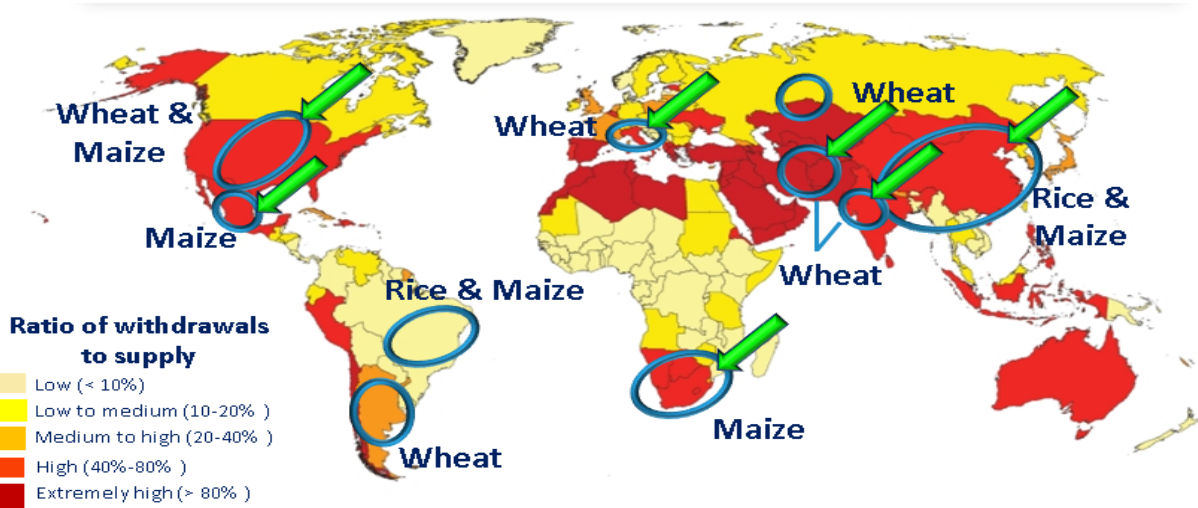 Wheat &
Maize
Maize
Wheat
Wheat
Rice &
Maize
Wheat
Rice & Maize
Wheat
Maize
Ratio of withdrawals
to supply
Low (< 10%)
Low to medium (10-20% )
Medium to high (20-40% )
High (40%-80% )
Extremely high (> 80% )